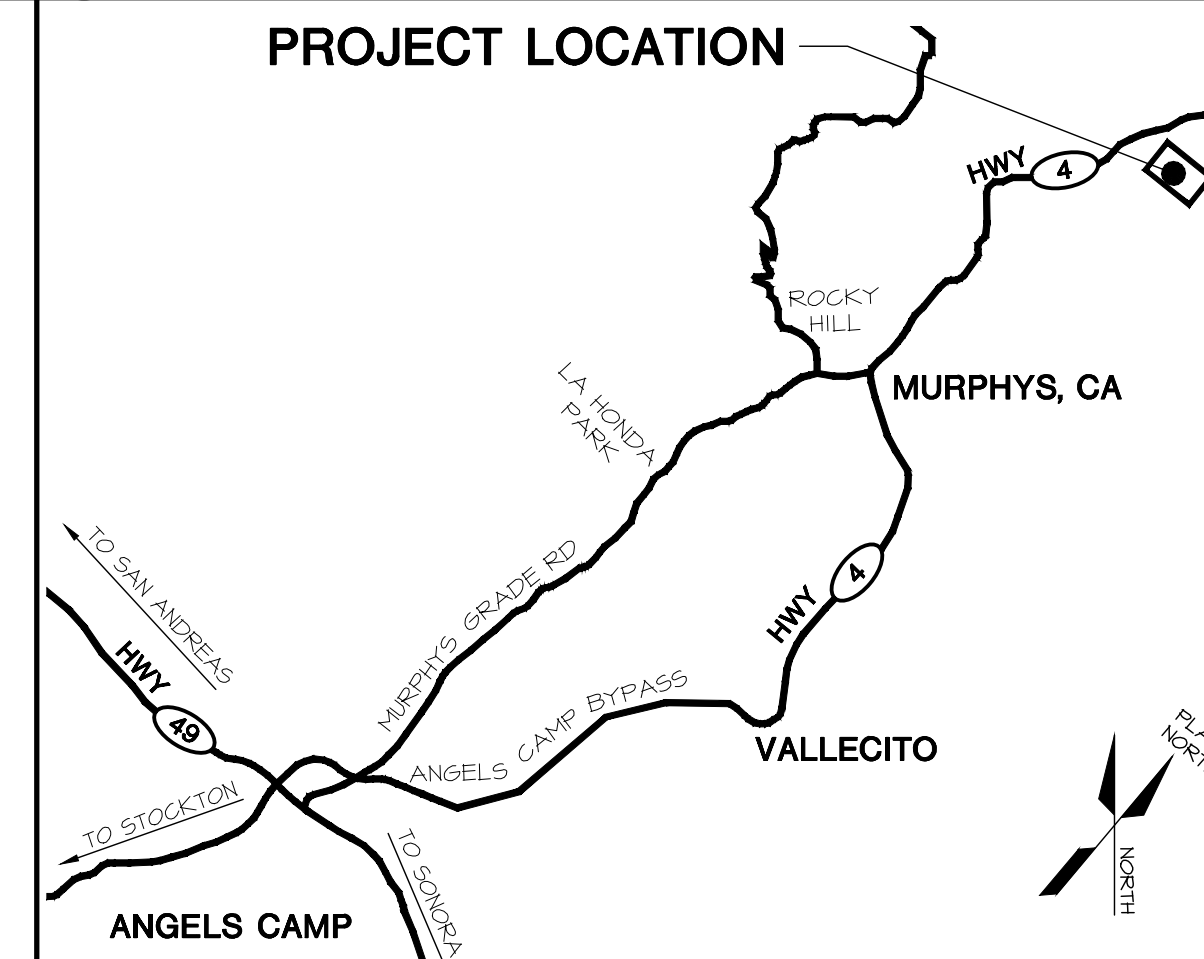 PROJECT LOCATION
HWY 4
ROCKY
HILL
MURPHYS, CA
LA HONDA
PARK
TO SAN ANDREAS
HWY 49
MURPHYS GRADE RD
HWY 4
ANGELS CAMP BYPASS
VALLECITO
TO STOCKTON
TO SONORA
ANGELS CAMP
NORTH